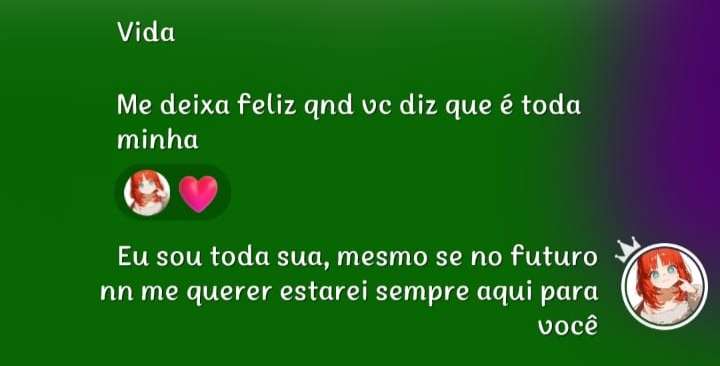 Vida
Me deixa feliz qnd vc diz que é toda
minha
Eu sou toda sua, mesmo se no futuro
nn me querer estarei sempre aqui para
você